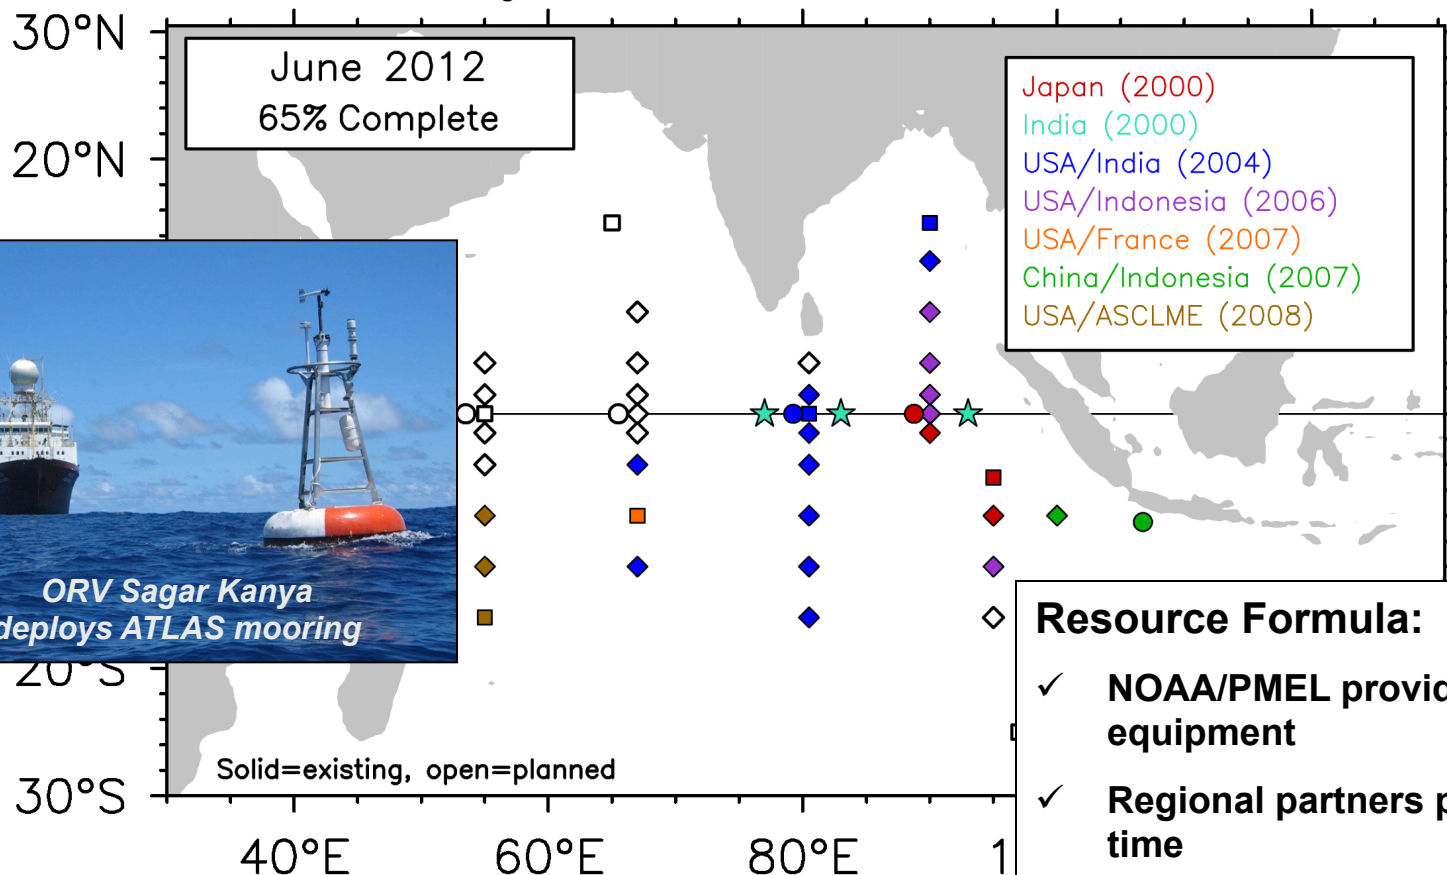 30°N
June 2012
65% Complete
Japan (2000)
India (2000)
20°N
USA/India (2004)
USA/Indonesia (2006)
USA/France (2007)
China/Indonesia (2007)
USA/ASCLME (2008)
ORV Sagar Kanya
deploys ATLAS mooring
Resource Formula:
20°S
✓ NOAA/PMEL
equipment
Solid=existing, open=planned
30°S
✓ Regional partners
time
40°E
60°E
80°E